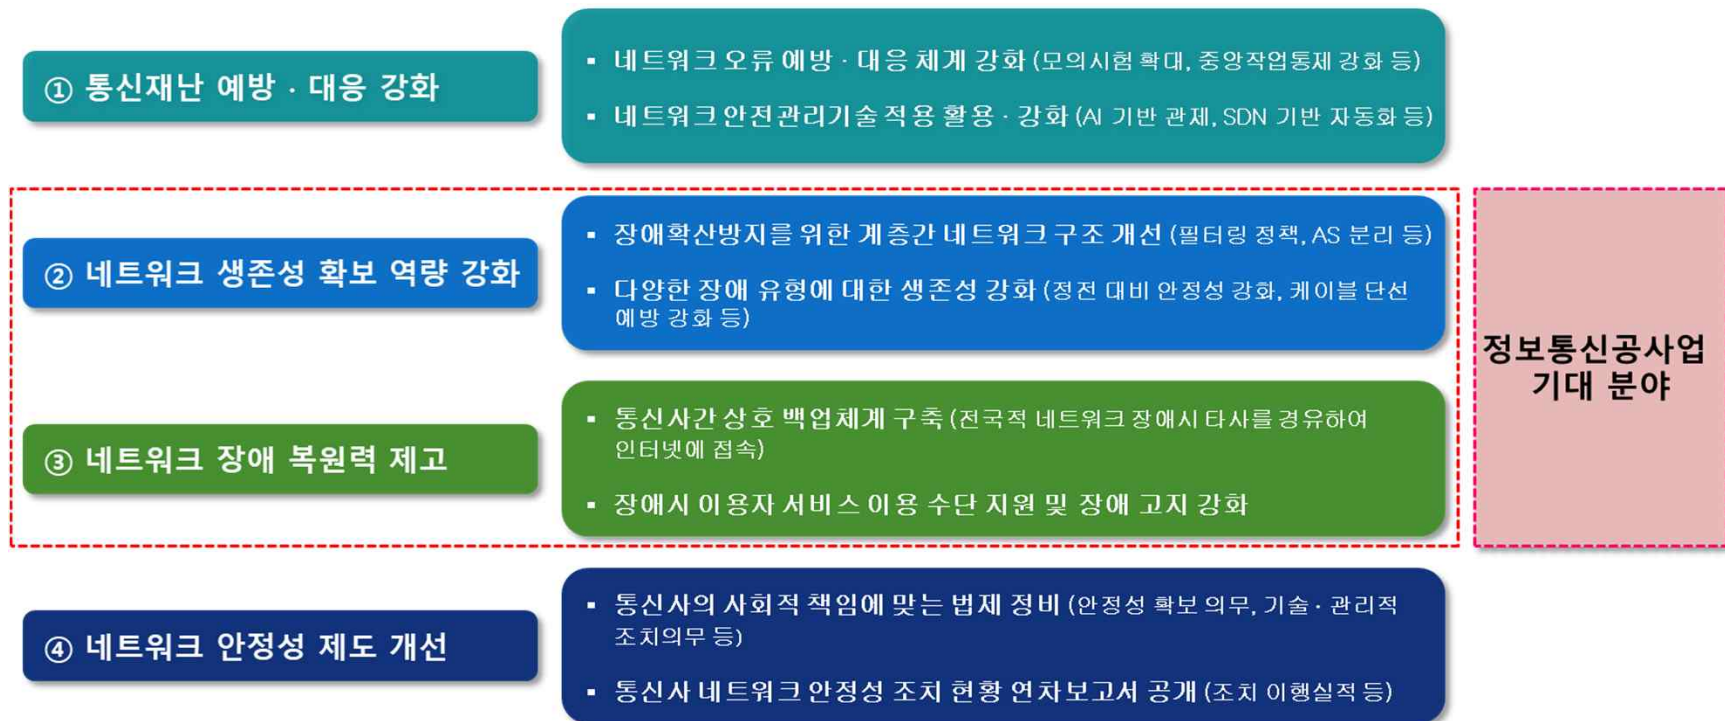 ① 통신재난 예방 · 대응 강화
▪ 네트워크 오류 예방 · 대응 체계 강화 (모의시험 확대, 중앙작업통제 강화 등)
▪ 네트워크 안전관리기술 적용 활용 · 강화 (AI 기반 관제, SDN 기반 자동화 등)
② 네트워크 생존성 확보 역량 강화
▪ 장애확산방지를 위한 계층간 네트워크 구조 개선 (필터링 정책, AS 분리 등)
▪ 다양한 장애 유형에 대한 생존성 강화 (정전 대비 안정성 강화, 케이블 단선
예방 강화 등)
③ 네트워크 장애 복원력 제고
▪ 통신사간 상호 백업체계 구축 (전국적 네트워크 장애시 타사를 경유하여
인터넷에 접속)
▪ 장애시 이용자 서비스 이용 수단 지원 및 장애 고지 강화
정보통신공사업
기대 분야
④ 네트워크 안정성 제도 개선
▪ 통신사의 사회적 책임에 맞는 법제 정비 (안정성 확보 의무, 기술 · 관리적
조치의무 등)
▪ 통신사 네트워크 안정성 조치 현황 연차보고서 공개 (조치 이행실적 등)